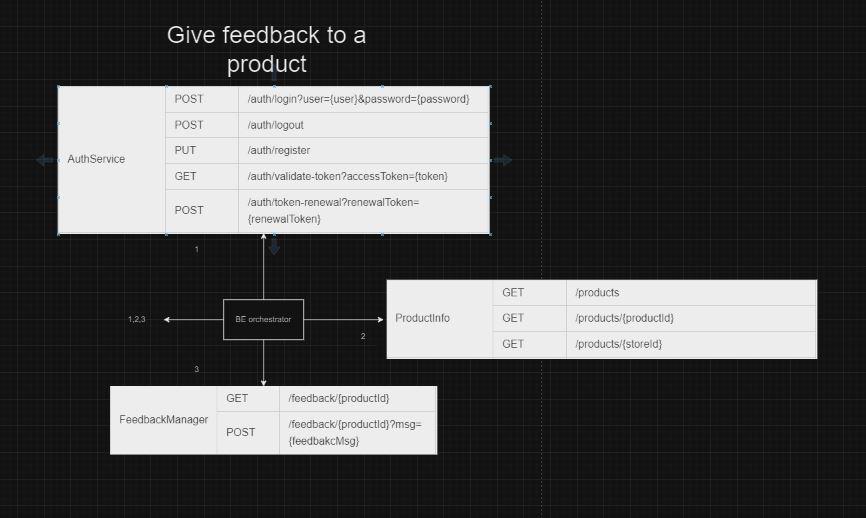 Give feedback to a
product
AuthService
POST /auth/login?user={user}&password={password}
POST /auth/logout
PUT /auth/register
GET /auth/validate-token?accessToken={token}
POST /auth/token-renewal?renewalToken=
{renewalToken}
1
1,2,3
BE orchestrator
2
3
ProductInfo
GET /products
GET /products/{productId}
GET /products/{storeId}
FeedbackManager
GET /feedback/{productId}
POST /feedback/{productId}?msg=
{feedbakcMsg}